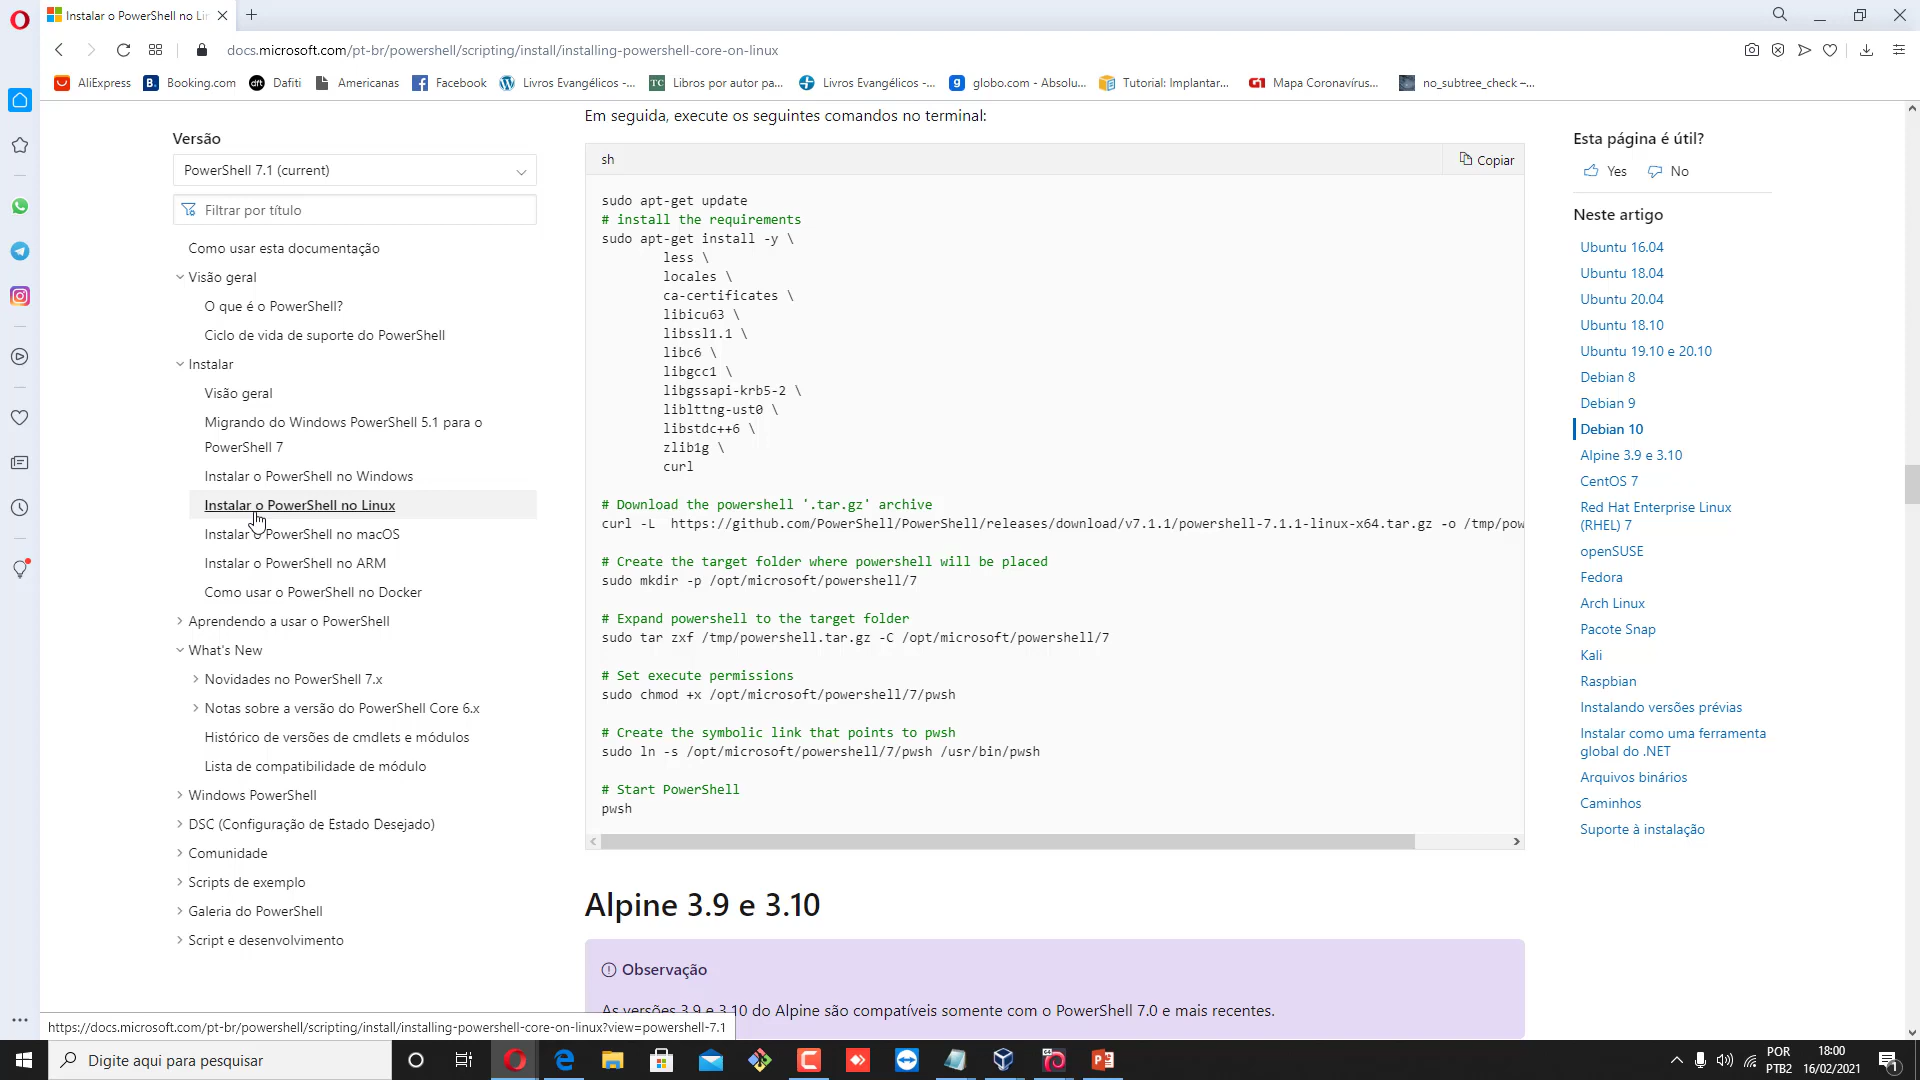 Instalar o PowerShell no Lin
docs.microsoft.com/pt-br/powershell/scripting/install/installing-powershell-core-on-linux
AliExpress
Booking.com
Dafiti
Americanas
Facebook
Livros Evangélicos -...
Libros por autor pa...
Livros Evangélicos -...
globo.com - Absolu...
Tutorial: Implantar...
Mapa Coronavírus...
no_subtree_check –...
Versão
PowerShell 7.1 (current)
Filtrar por título
Como usar esta documentação
Visão geral
O que é o PowerShell?
Ciclo de vida de suporte do PowerShell
Instalar
Visão geral
Migrando do Windows PowerShell 5.1 para o
PowerShell 7
Instalar o PowerShell no Windows
Instalar o PowerShell no Linux
Instalar o PowerShell no macOS
Instalar o PowerShell no ARM
Como usar o PowerShell no Docker
Aprendendo a usar o PowerShell
What's New
Novidades no PowerShell 7.x
Notas sobre a versão do PowerShell Core 6.x
Histórico de versões de cmdlets e módulos
Lista de compatibilidade de módulo
Windows PowerShell
DSC (Configuração de Estado Desejado)
Comunidade
Scripts de exemplo
Galeria do PowerShell
Script e desenvolvimento
Em seguida, execute os seguintes comandos no terminal:
sh
Copiar
sudo apt-get update
# install the requirements
sudo apt-get install -y \
less \
locales \
ca-certificates \
libicu63 \
libssl1.1 \
libc6 \
libgcc1 \
libgssapi-krb5-2 \
liblttng-ust0 \
libstdc++6 \
zlib1g \
curl
# Download the powershell '.tar.gz' archive
curl -L  https://github.com/PowerShell/PowerShell/releases/download/v7.1.1/powershell-7.1.1-linux-x64.tar.gz -o /tmp/pow
# Create the target folder where powershell will be placed
sudo mkdir -p /opt/microsoft/powershell/7
# Expand powershell to the target folder
sudo tar zxf /tmp/powershell.tar.gz -C /opt/microsoft/powershell/7
# Set execute permissions
sudo chmod +x /opt/microsoft/powershell/7/pwsh
# Create the symbolic link that points to pwsh
sudo ln -s /opt/microsoft/powershell/7/pwsh /usr/bin/pwsh
# Start PowerShell
pwsh
Alpine 3.9 e 3.10
Observação
As versões 3.9 e 3.10 do Alpine são compatíveis somente com o PowerShell 7.0 e mais recentes.
Esta página é útil?
Yes
No
Neste artigo
Ubuntu 16.04
Ubuntu 18.04
Ubuntu 20.04
Ubuntu 18.10
Ubuntu 19.10 e 20.10
Debian 8
Debian 9
Debian 10
Alpine 3.9 e 3.10
CentOS 7
Red Hat Enterprise Linux
(RHEL) 7
openSUSE
Fedora
Arch Linux
Pacote Snap
Kali
Raspbian
Instalando versões prévias
Instalar como uma ferramenta
global do .NET
Arquivos binários
Caminhos
Suporte à instalação
https://docs.microsoft.com/pt-br/powershell/scripting/install/installing-powershell-core-on-linux?view=powershell-7.1
Digite aqui para pesquisar
POR
PTB2
18:00
16/02/2021
1